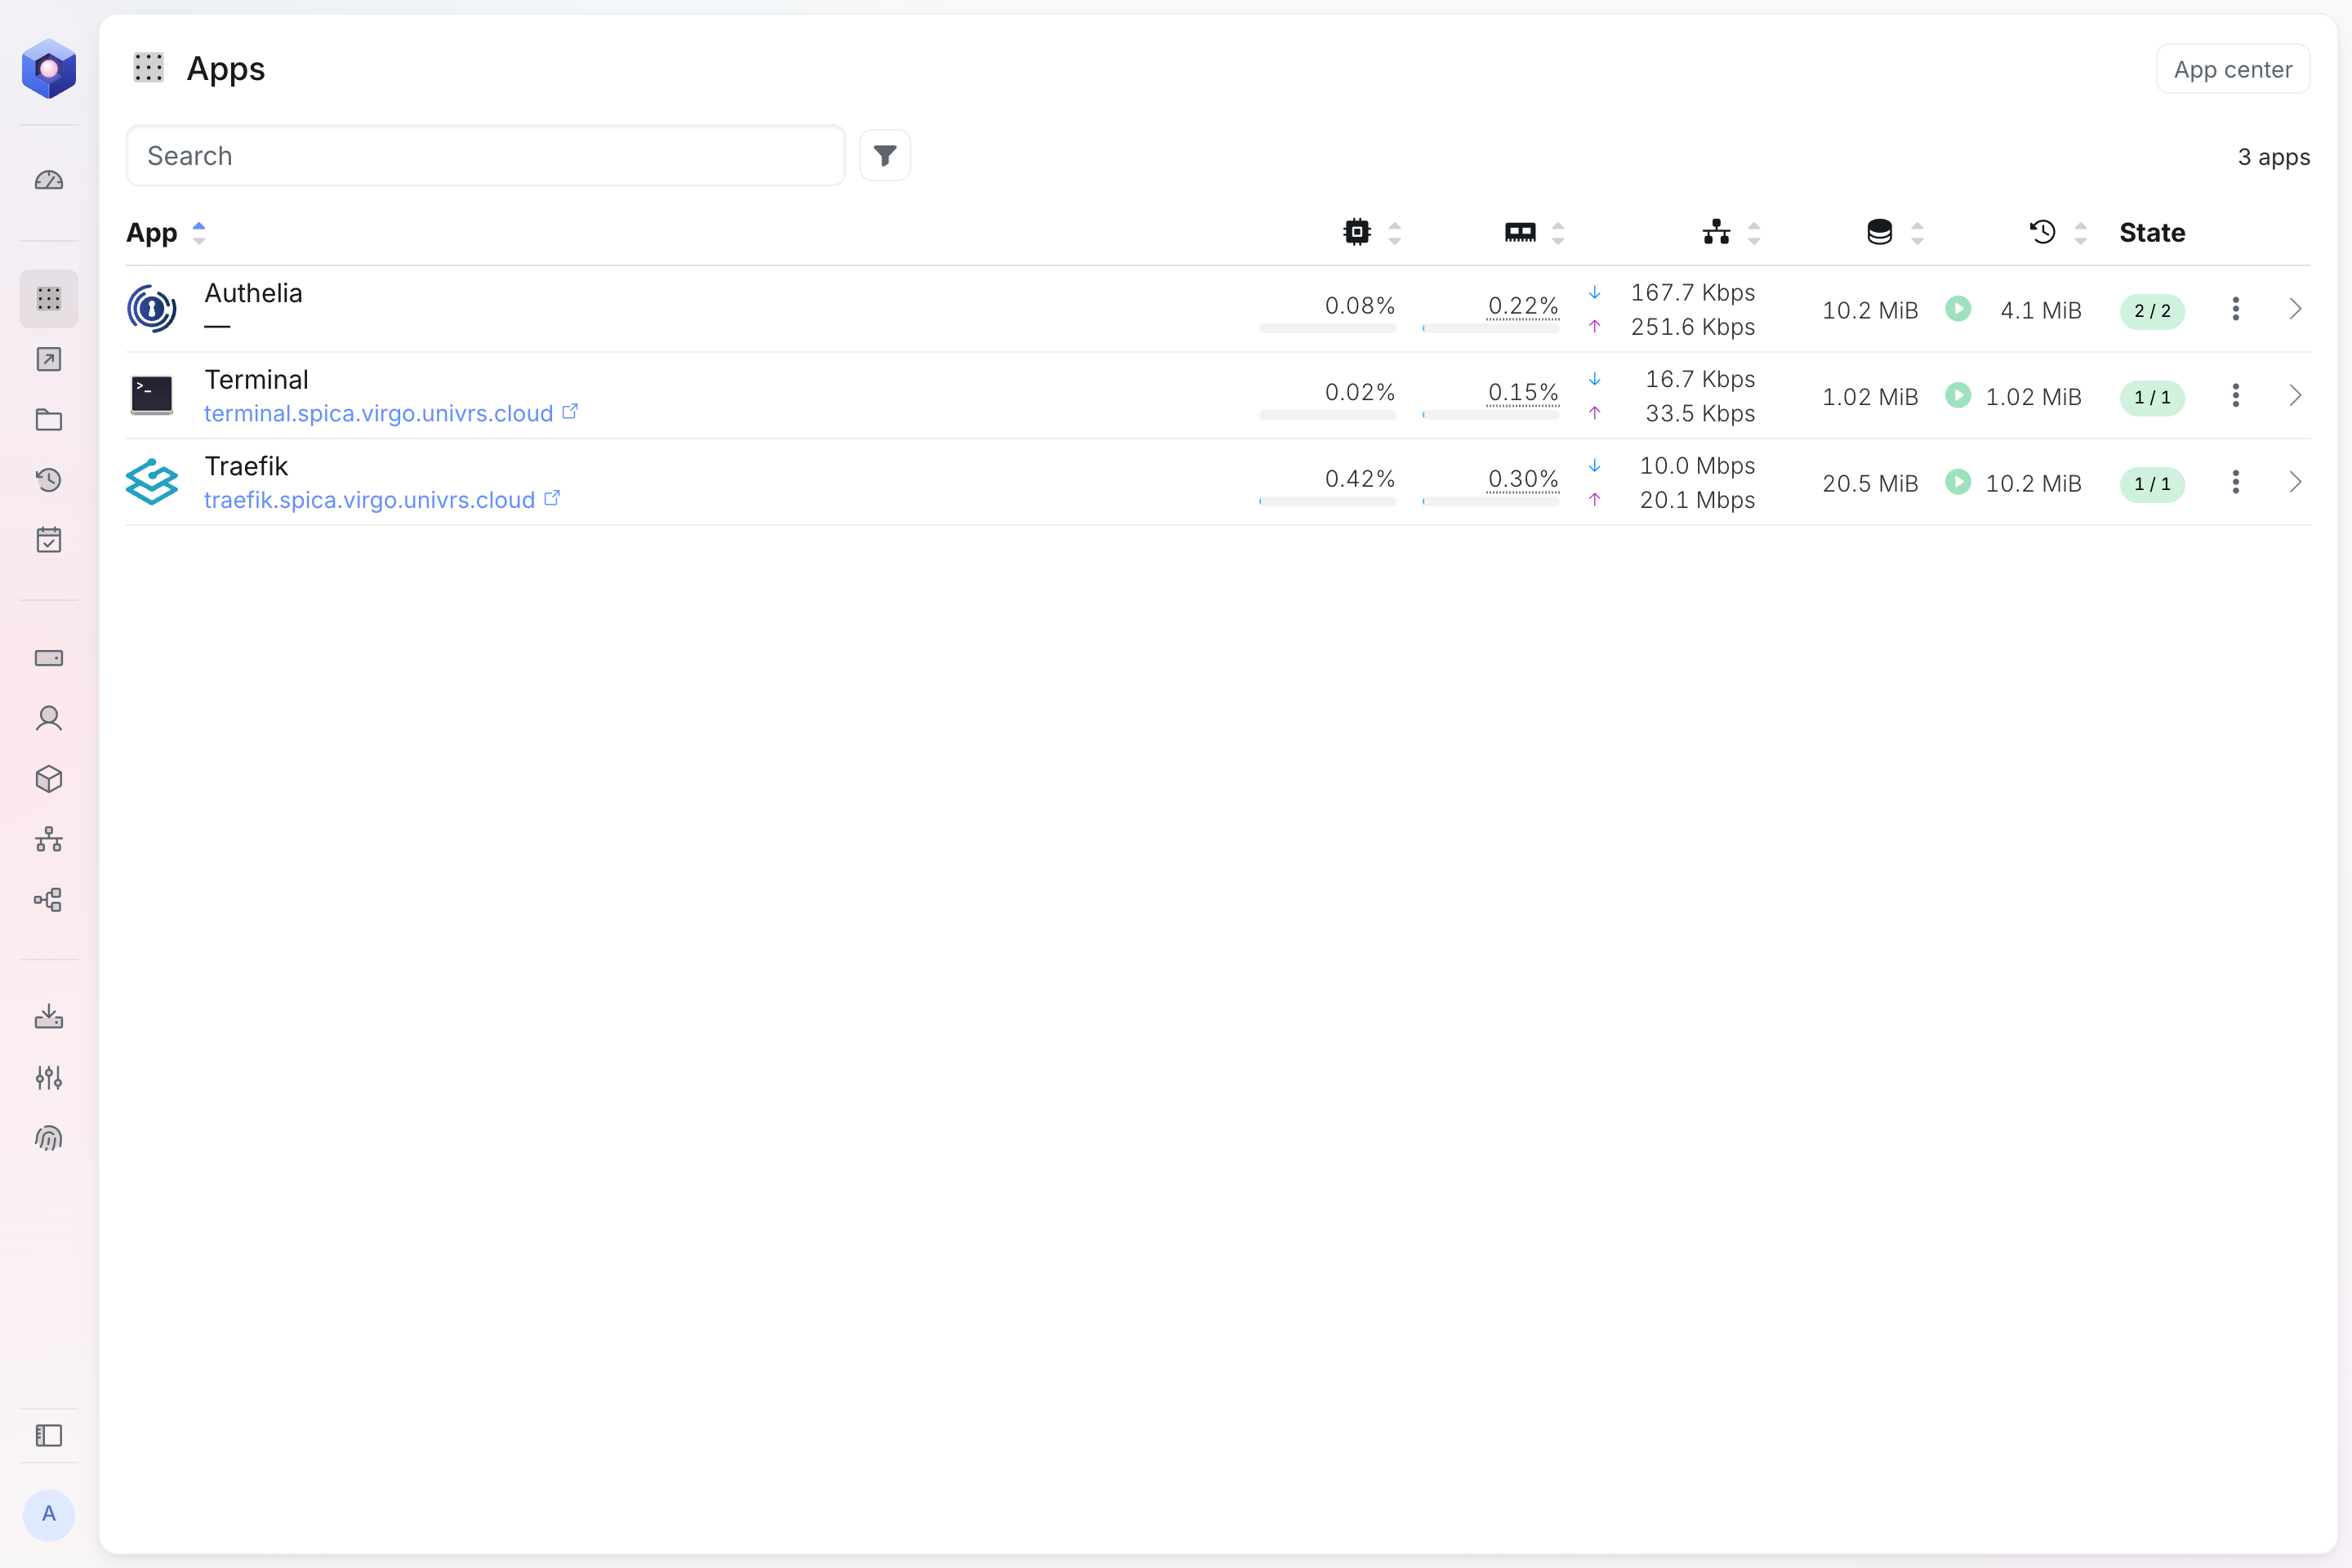 Apps
App center
Search
3 apps
App
State
Authelia
—
0.08%
0.22%
167.7 Kbps
251.6 Kbps
10.2 MiB
4.1 MiB
2 / 2
>_
Terminal
terminal.spica.virgo.univrs.cloud
0.02%
0.15%
16.7 Kbps
33.5 Kbps
1.02 MiB
1.02 MiB
1 / 1
Traefik
traefik.spica.virgo.univrs.cloud
0.42%
0.30%
10.0 Mbps
20.1 Mbps
20.5 MiB
10.2 MiB
1 / 1
A